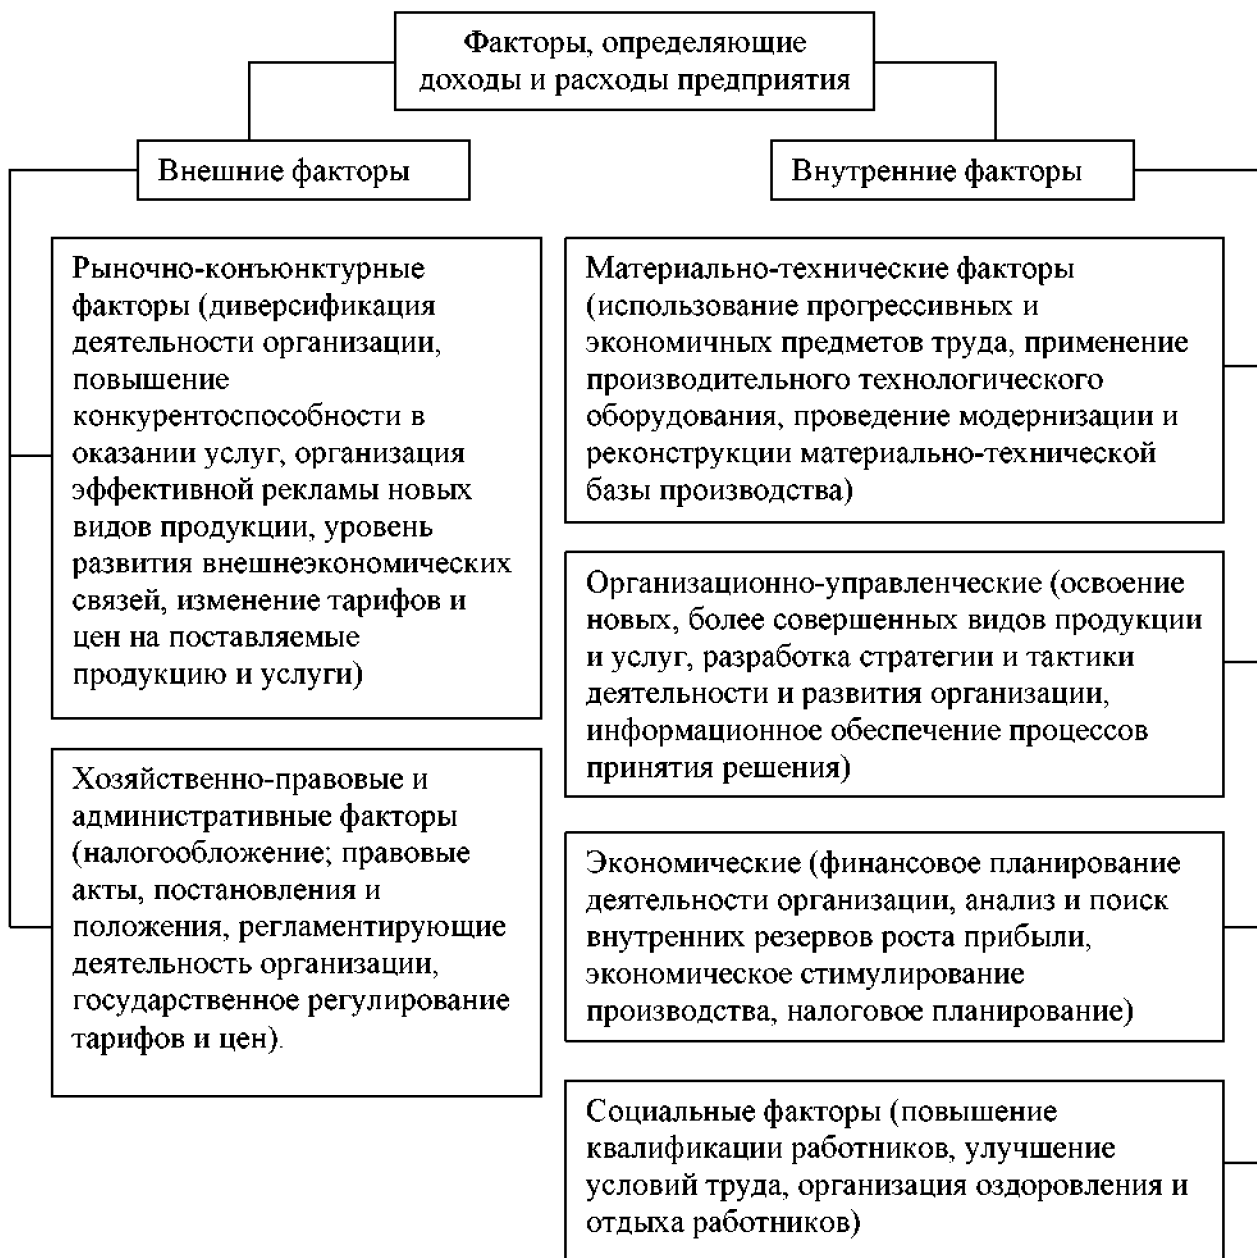 Факторы, определяющие
доходы и расходы предприятия
Внешние факторы
Рыночно-конъюнктурные
факторы (диверсификация
деятельности организации,
повышение
конкурентоспособности в
оказании услуг, организация
эффективной рекламы новых
видов продукции, уровень
развития внешнеэкономических
связей, изменение тарифов и
цен на поставляемые
продукцию и услуги)
Хозяйственно-правовые и
административные факторы
(налогообложение; правовые
акты, постановления и
положения, регламентирующие
деятельность организации,
государственное регулирование
тарифов и цен).
Внутренние факторы
Материально-технические факторы
(использование прогрессивных и
экономичных предметов труда, применение
производительного технологического
оборудования, проведение модернизации и
реконструкции материально-технической
базы производства)
Организационно-управленческие (освоение
новых, более совершенных видов продукции
и услуг, разработка стратегии и тактики
деятельности и развития организации,
информационное обеспечение процессов
принятия решения)
Экономические (финансовое планирование
деятельности организации, анализ и поиск
внутренних резервов роста прибыли,
экономическое стимулирование
производства, налоговое планирование)
Социальные факторы (повышение
квалификации работников, улучшение
условий труда, организация оздоровления и
отдыха работников)